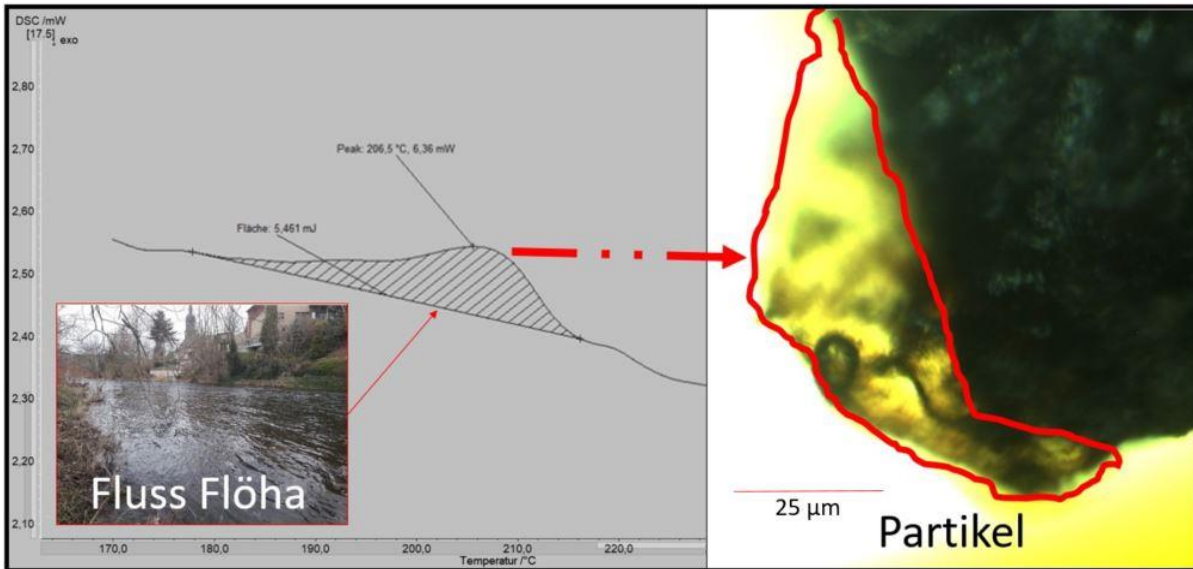 DSC /mW
[17.5]
↓ exo
2,80
2,70
2,60
2,50
2,40
2,30
2,20
2,10
Peak: 206,5 °C, 6,36 mW
Fläche: 5,461 mJ
Fluss Flöha
170,0 180,0 190,0 200,0 210,0 220,0
Temperatur /°C
25 µm
Partikel